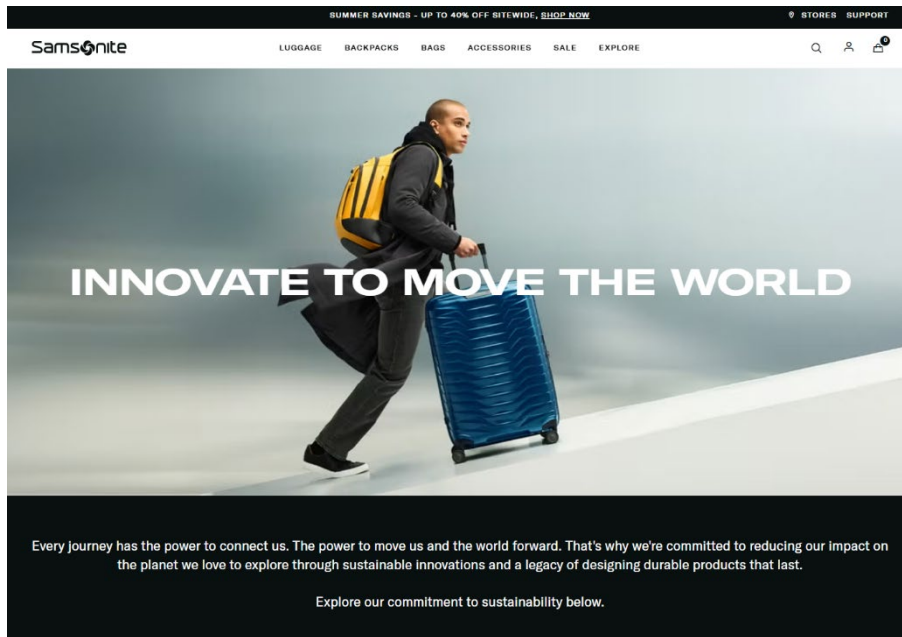 SUMMER SAVINGS - UP TO 40% OFF SITEWIDE, SHOP NOW
STORES SUPPORT
Samsonite
LUGGAGE BACKPACKS BAGS ACCESSORIES SALE EXPLORE
0
INNOVATE TO MOVE THE WORLD
Every journey has the power to connect us. The power to move us and the world forward. That's why we're committed to reducing our impact on
the planet we love to explore through sustainable innovations and a legacy of designing durable products that last.
Explore our commitment to sustainability below.